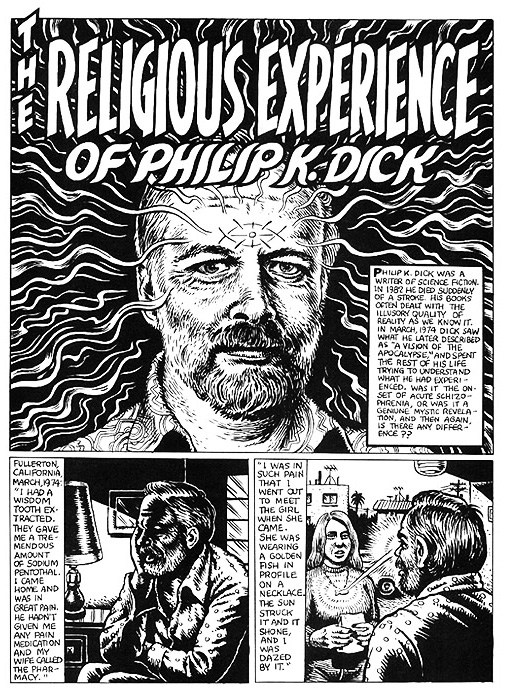 THE
RELIGIOUS EXPERIENCE
OF PHILIP K. DICK
PHILIP K. DICK WAS A
WRITER OF SCIENCE FICTION.
IN 1982 HE DIED SUDDENLY
OF A STROKE. HIS BOOKS
OFTEN DEALT WITH THE
ILLUSORY QUALITY OF
REALITY AS WE KNOW IT.
IN MARCH, 1974 DICK SAW
WHAT HE LATER DESCRIBED
AS "A VISION OF THE
APOCALYPSE," AND SPENT
THE REST OF HIS LIFE
TRYING TO UNDERSTAND
WHAT HE HAD EXPERI-
ENCED. WAS IT THE ON-
SET OF ACUTE SCHIZO-
PHRENIA, OR WAS IT A
GENIUNE MYSTIC REVELA-
TION, AND THEN AGAIN,
IS THERE ANY DIFFER-
ENCE ??
FULLERTON,
CALIFORNIA,
MARCH, 1974:
"I HAD A
WISDOM
TOOTH EX-
TRACTED.
THEY GAVE
ME A TRE-
MENDOUS
AMOUNT
OF SODIUM
PENTOTHAL.
I CAME
HOME AND
WAS IN
GREAT PAIN.
HE HADN'T
GIVEN ME
ANY PAIN
MEDICATION
AND MY
WIFE CALLED
THE PHAR-
MACY."
"I WAS IN
SUCH PAIN
THAT I
WENT OUT
TO MEET
THE GIRL
WHEN SHE
CAME.
SHE WAS
WEARING
A GOLDEN
FISH IN
PROFILE
ON A
NECKLACE.
THE SUN
STRUCK
IT AND IT
SHONE,
AND I
WAS
DAZED
BY IT."